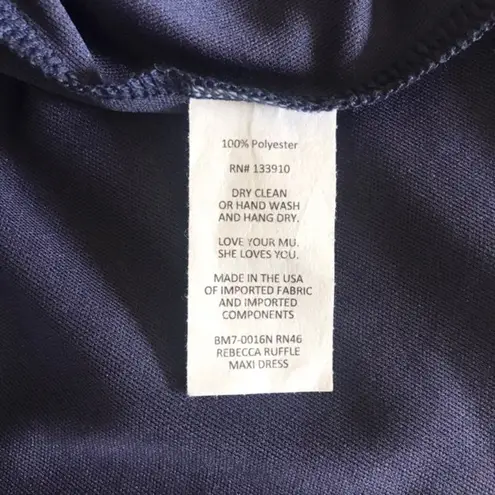 100% Polyester
RN# 133910
DRY CLEAN
OR HAND WASH
AND HANG DRY.
LOVE YOUR MU.
SHE LOVES YOU.
MADE IN THE USA
OF IMPORTED FABRIC
AND IMPORTED
COMPONENTS
BM7-0016N RN46
REBECCA RUFFLE
MAXI DRESS